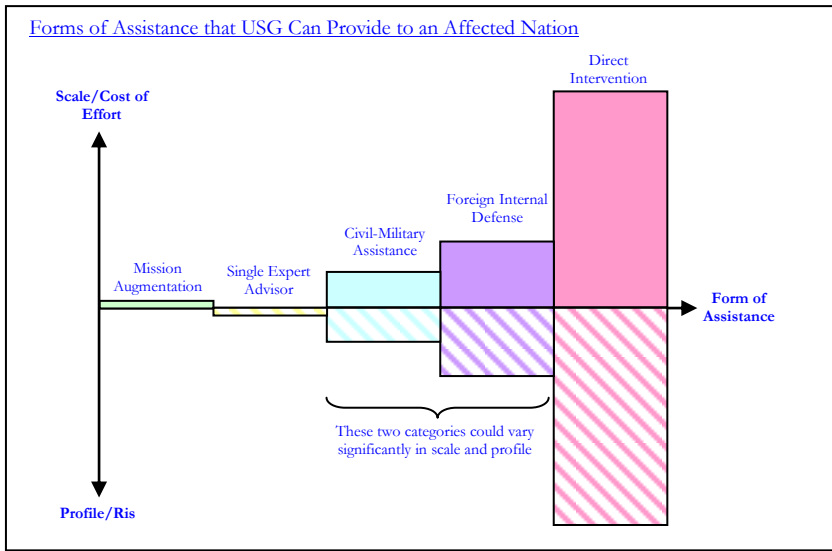 Forms of Assistance that USG Can Provide to an Affected Nation
Direct
Intervention
Scale/Cost of
Effort
Foreign Internal
Defense
Civil-Military
Assistance
Mission
Augmentation
Single Expert
Advisor
Form of
Assistance
These two categories could vary
significantly in scale and profile
Profile/Ris